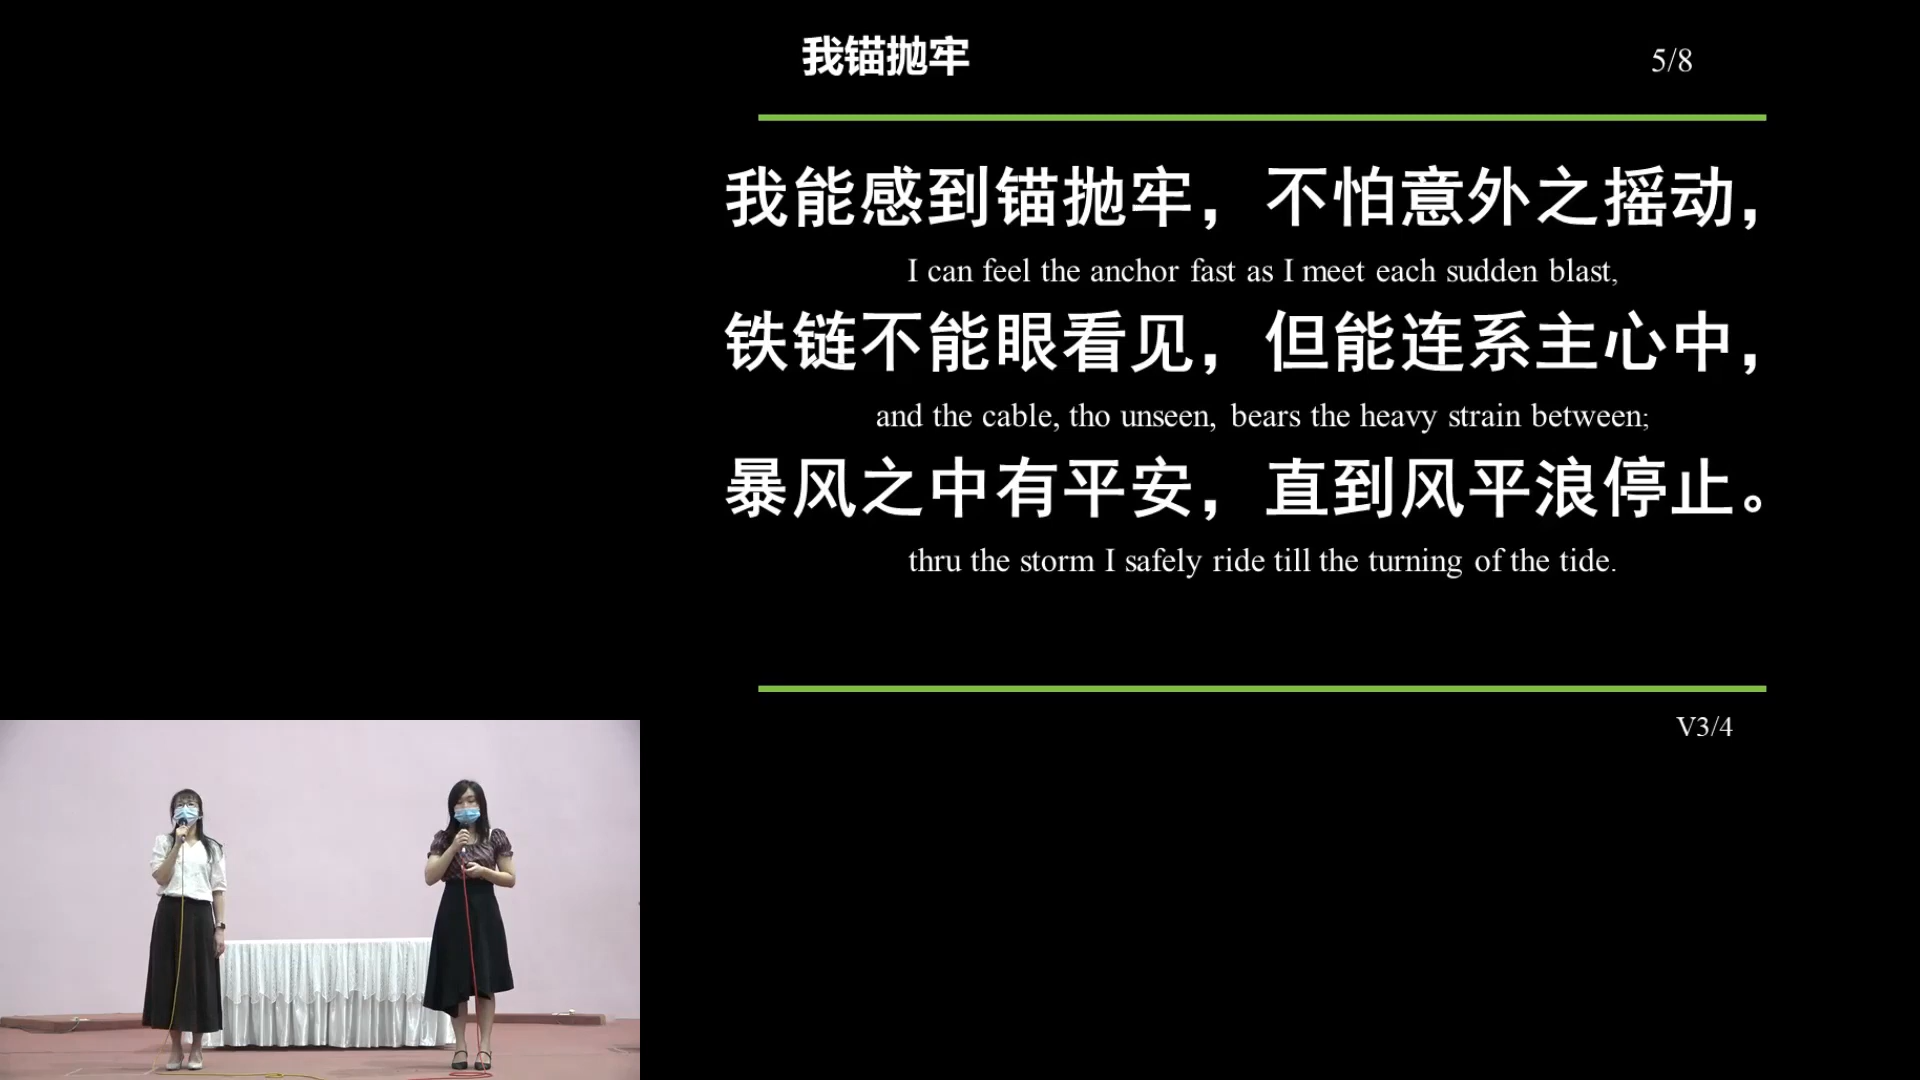 我锚抛牢
5/8
我能感到锚抛牢，不怕意外之摇动，
I can feel the anchor fast as I meet each sudden blast,
铁链不能眼看见，但能连系主心中，
and the cable, tho unseen, bears the heavy strain between;
暴风之中有平安，直到风平浪停止。
thru the storm I safely ride till the turning of the tide.
V3/4